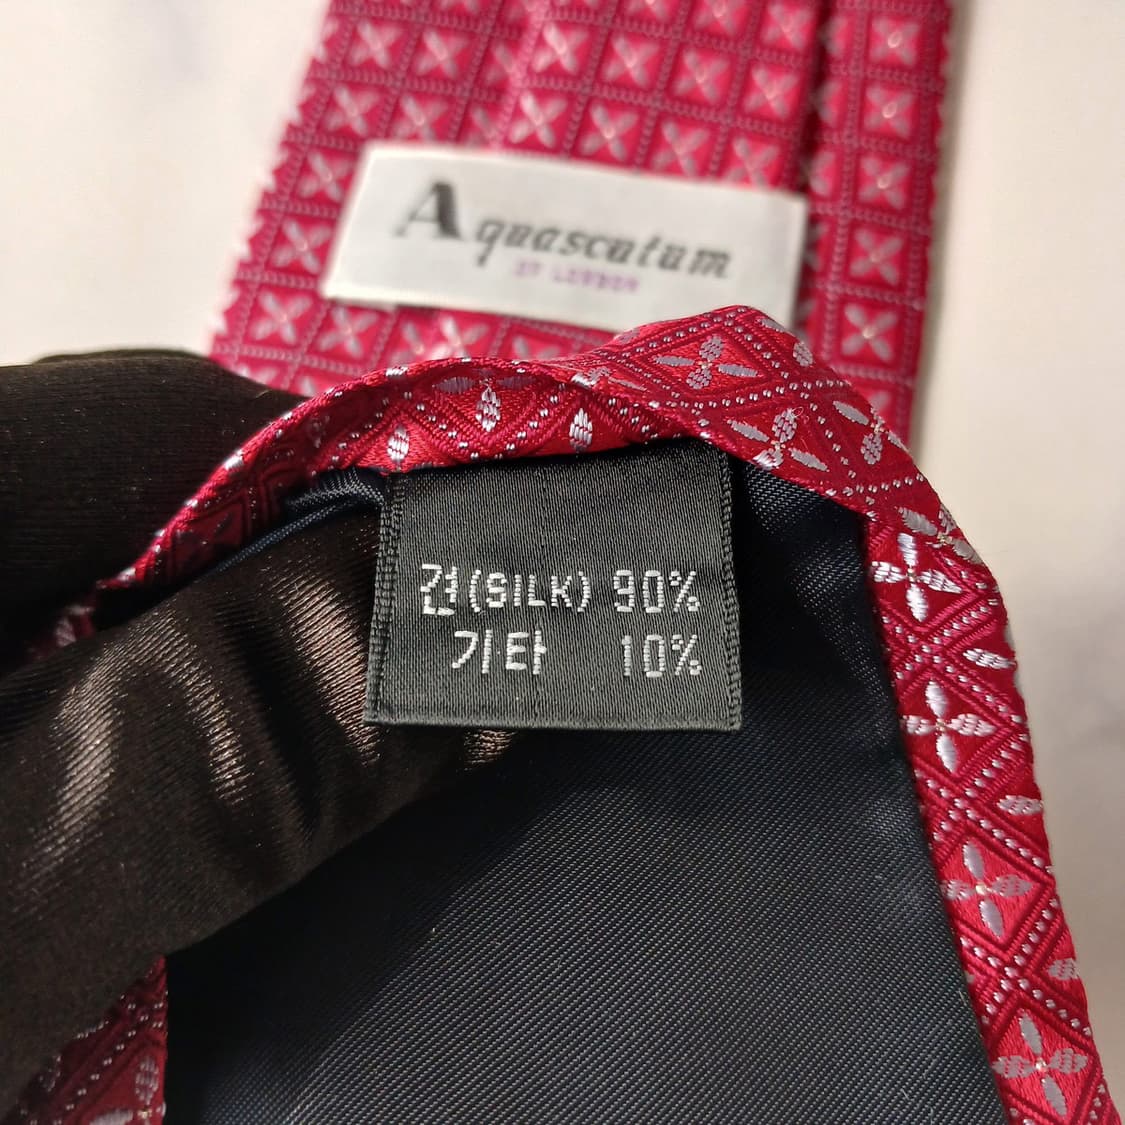 Aquascutum
OF LONDON
견(SILK) 90%
기타 10%